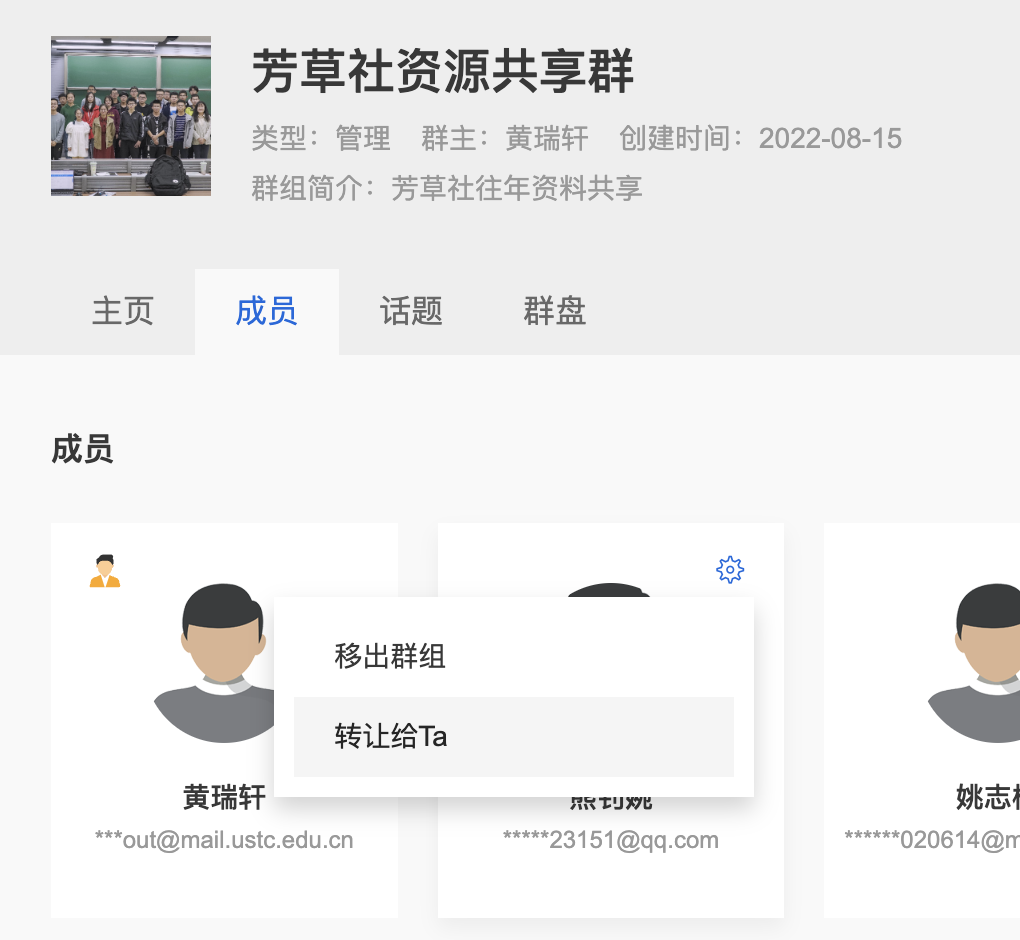 芳草社资源共享群
类型：管理 群主：黄瑞轩 创建时间：2022-08-15
群组简介：芳草社往年资料共享
主页 成员 话题 群盘
成员
移出群组
转让给Ta
黄瑞轩 姚志
***out@mail.ustc.edu.cn *****23151@qq.com ******020614@m